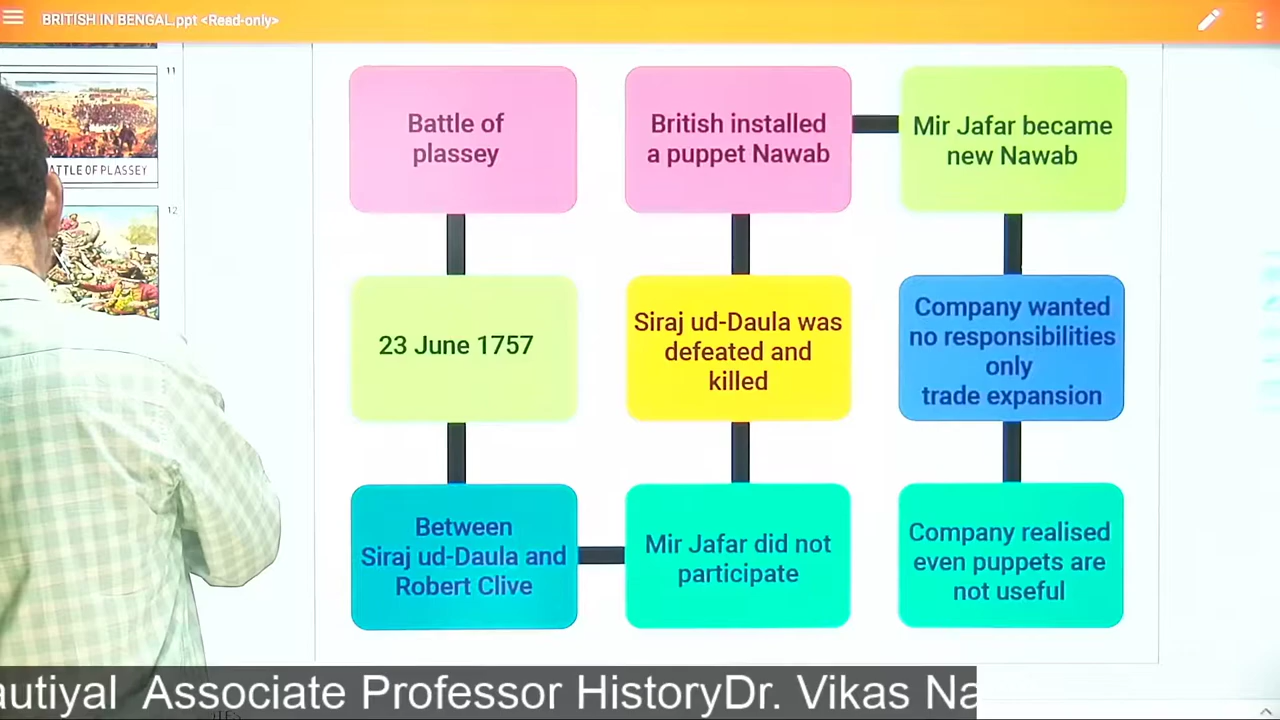 BRITISH IN BENGAL.ppt <Read-only>
11
ATTLE OF PLASSEY
12
Battle of
plassey
23 June 1757
Between
Siraj ud-Daula and
Robert Clive
Mir Jafar did not
participate
Siraj ud-Daula was
defeated and
killed
British installed
a puppet Nawab
Mir Jafar became
new Nawab
Company wanted
no responsibilities
only
trade expansion
Company realised
even puppets are
not useful
autiyal Associate Professor HistoryDr. Vikas Na